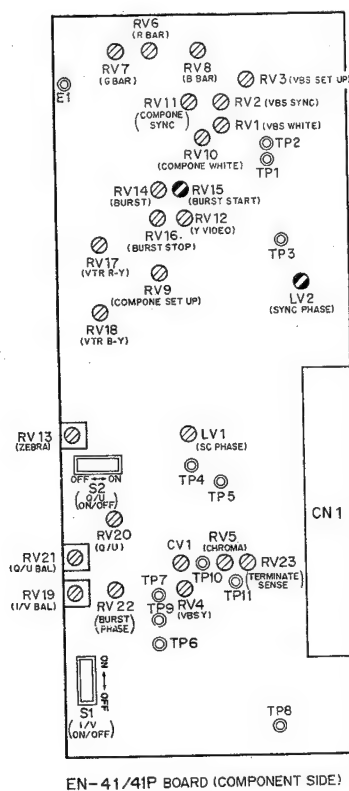 RV6
(R BAR)
RV7
(G BAR)
RV8
(B BAR)
E1
RV3 (VBS SET UP)
RV11
(COMPONE SYNC)
RV2 (VBS SYNC)
RV1 (VBS WHITE)
RV10
(COMPONE WHITE)
TP2
TP1
RV14
(BURST)
RV15
(BURST START)
RV16.
(BURST STOP)
RV12
(Y VIDEO)
TP3
RV17
(VTR R-Y)
RV9
(COMPONE SET UP)
LV2
(SYNC PHASE)
RV18
(VTR B-Y)
RV13
(ZEBRA)
LV1
(SC PHASE)
OFF ↔ ON
S2
(Q/U
ON/OFF)
TP4
TP5
CN1
RV20
(Q/U)
RV21
(Q/U BAL)
CV1
RV5
(CHROMA)
RV23
(TERMINATE
SENSE)
TP10
TP11
RV19
(I/V BAL)
RV22
(BURST
PHASE)
TP7
TP9
RV4
(VBS Y)
TP6
ON ↔ OFF
S1
(I/V
ON/OFF)
TP8
EN-41/41P BOARD (COMPONENT SIDE)